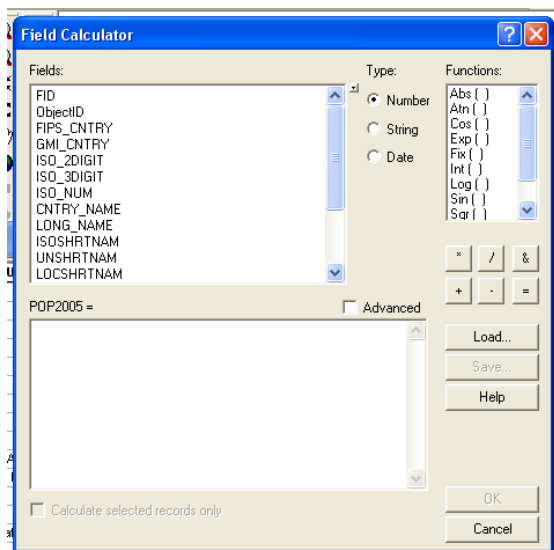 Field Calculator
Fields:
FID
ObjectID
FIPS_CNTRY
GMI_CNTRY
ISO_2DIGIT
ISO_3DIGIT
ISO_NUM
CNTRY_NAME
LONG_NAME
ISOSHRTNAM
UNSHRTNAM
LOCSHRTNAM
Type:
Number
String
Date
Functions:
Abs ( )
Atn ( )
Cos ( )
Exp ( )
Fix ( )
Int ( )
Log ( )
Sin ( )
Sqr ( )
* / &
+ - =
POP2005 =
Advanced
Load...
Save...
Help
Calculate selected records only
OK
Cancel